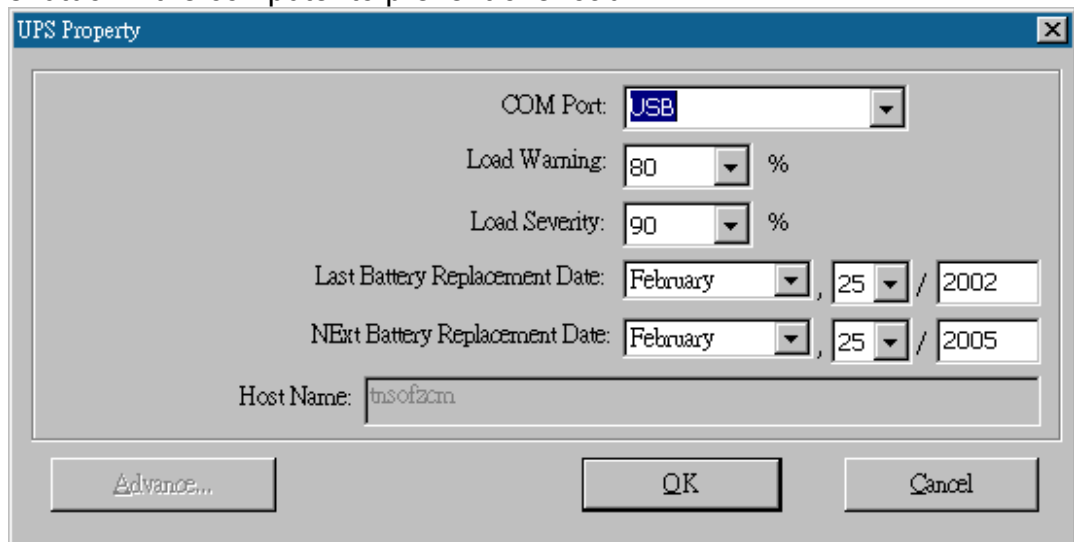 UPS Property
COM Port: USB
Load Warning: 80 %
Load Severity: 90 %
Last Battery Replacement Date: February , 25 / 2002
NExt Battery Replacement Date: February , 25 / 2005
Host Name: tnsofzcm
Advance... OK Cancel